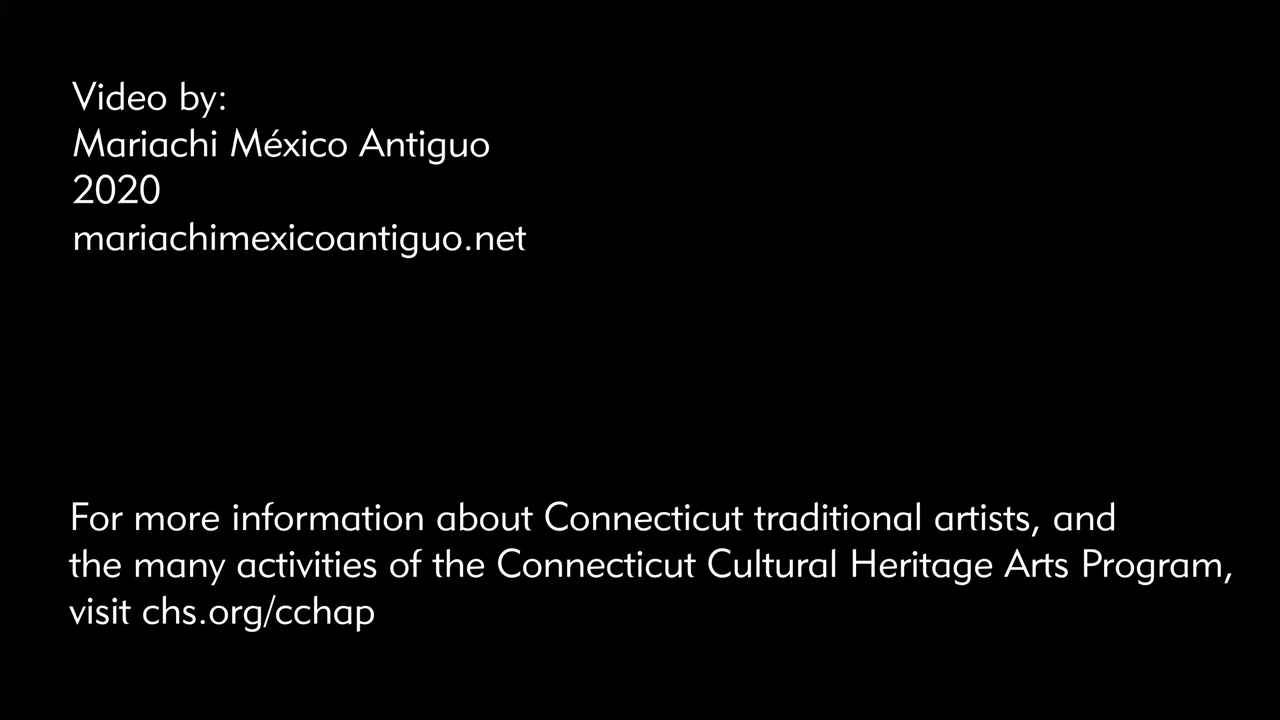 Video by:
Mariachi México Antiguo
2020
mariachimexicoantiguo.net
For more information about Connecticut traditional artists, and
the many activities of the Connecticut Cultural Heritage Arts Program,
visit chs.org/cchap